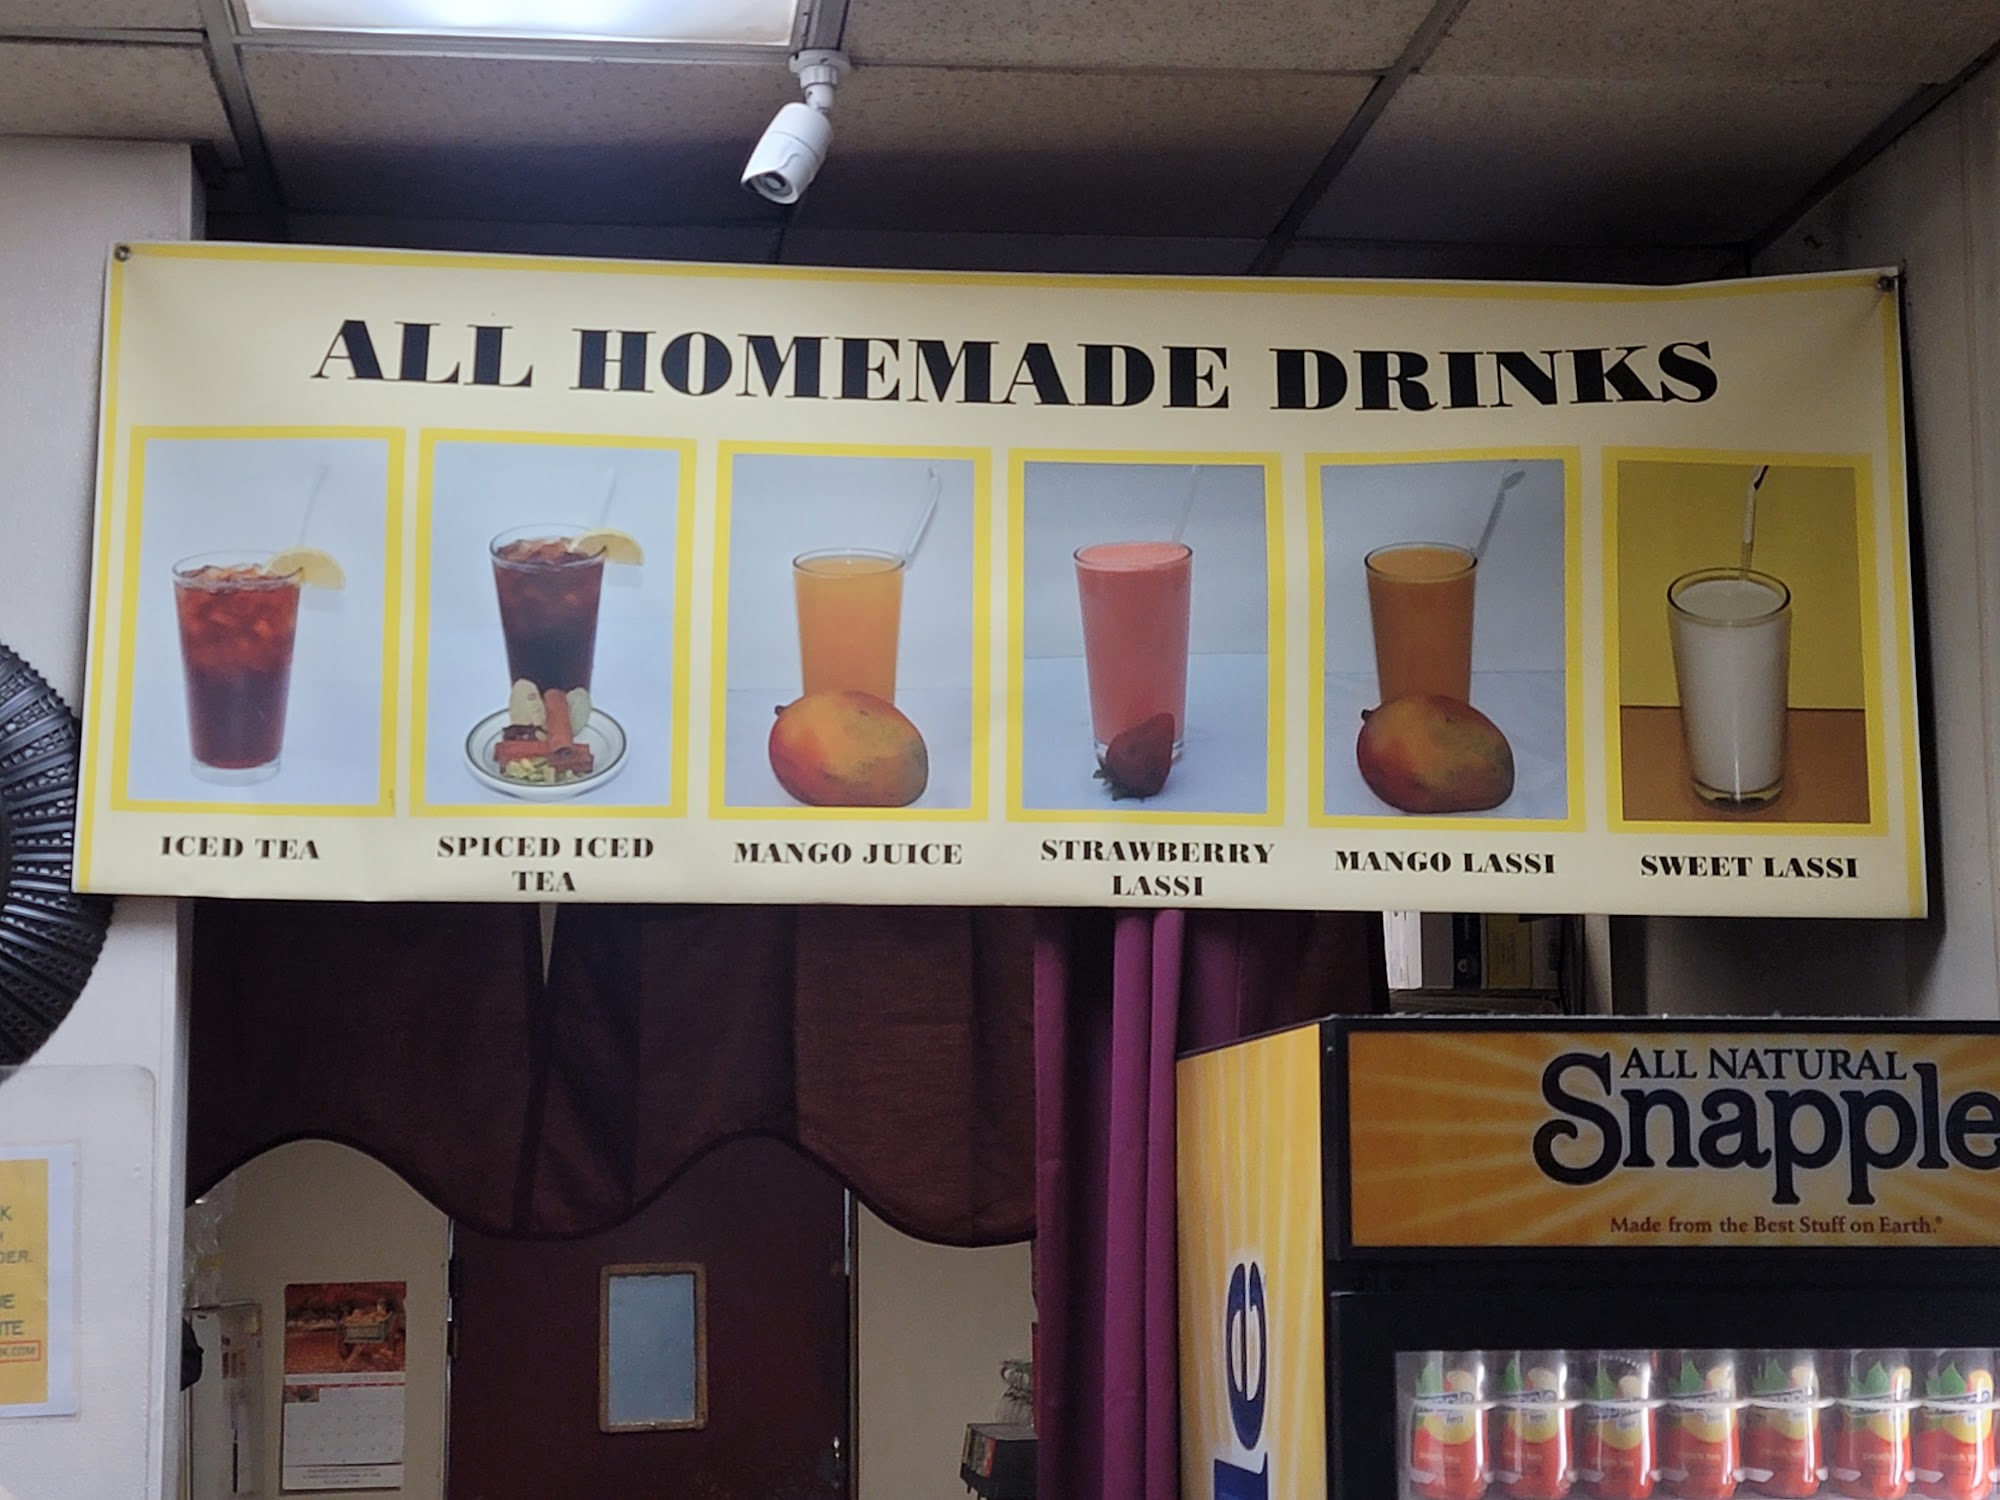 ALL HOMEMADE DRINKS
ICED TEA
SPICED ICED
TEA
MANGO JUICE
STRAWBERRY
LASSI
MANGO LASSI
SWEET LASSI
ALL NATURAL
Snapple
Made from the Best Stuff on Earth.®